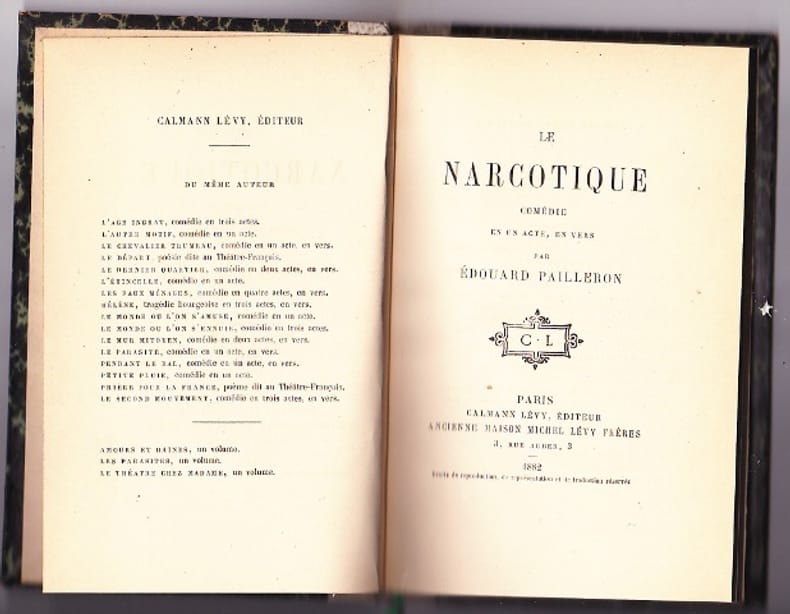 CALMANN LÉVY, ÉDITEUR
DU MÊME AUTEUR
L'AGE INGRAT, comédie en trois actes.
L'AUTRE MOTIF, comédie en un acte.
LE CHEVALIER TRUMEAU, comédie en un acte, en vers.
LE DÉPART, poésie dite au Théâtre-Français.
LE DERNIER QUARTIER, comédie en deux actes, en vers.
L'ÉTINCELLE, comédie en un acte.
LES FAUX MÉNAGES, comédie en quatre actes, en vers.
HÉLÈNE, tragédie bourgeoise en trois actes, en vers.
LE MONDE OU L'ON S'AMUSE, comédie en un acte.
LE MONDE OU L'ON S'ENNUIE, comédie en trois actes.
LE MUR MITOYEN, comédie en deux actes, en vers.
LE PARASITE, comédie en un acte, en vers.
PENDANT LE BAL, comédie en un acte, en vers.
PETITE PLUIE, comédie en un acte.
PRIÈRE POUR LA FRANCE, poème dit au Théâtre-Français.
LE SECOND MOUVEMENT, comédie en trois actes, en vers.
AMOURS ET HAINES, un volume.
LES PARASITES, un volume.
LE THÉATRE CHEZ MADAME, un volume.
LE
NARCOTIQUE
COMÉDIE
EN UN ACTE, EN VERS
PAR
ÉDOUARD PAILLERON
C · L
PARIS
CALMANN LÉVY, ÉDITEUR
ANCIENNE MAISON MICHEL LÉVY FRÈRES
3, RUE AUBER, 3
1882
Droits de reproduction, de représentation et de traduction réservés